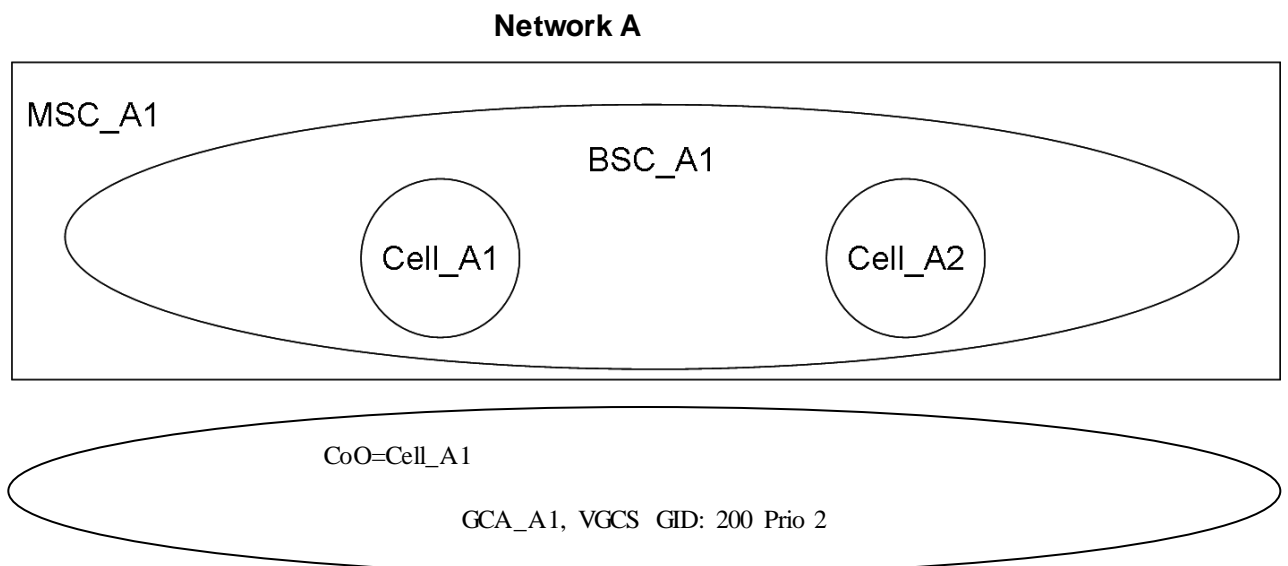 Network A
MSC_A1
BSC_A1
Cell_A1 Cell_A2
CoO=Cell_A1
GCA_A1, VGCS GID: 200 Prio 2